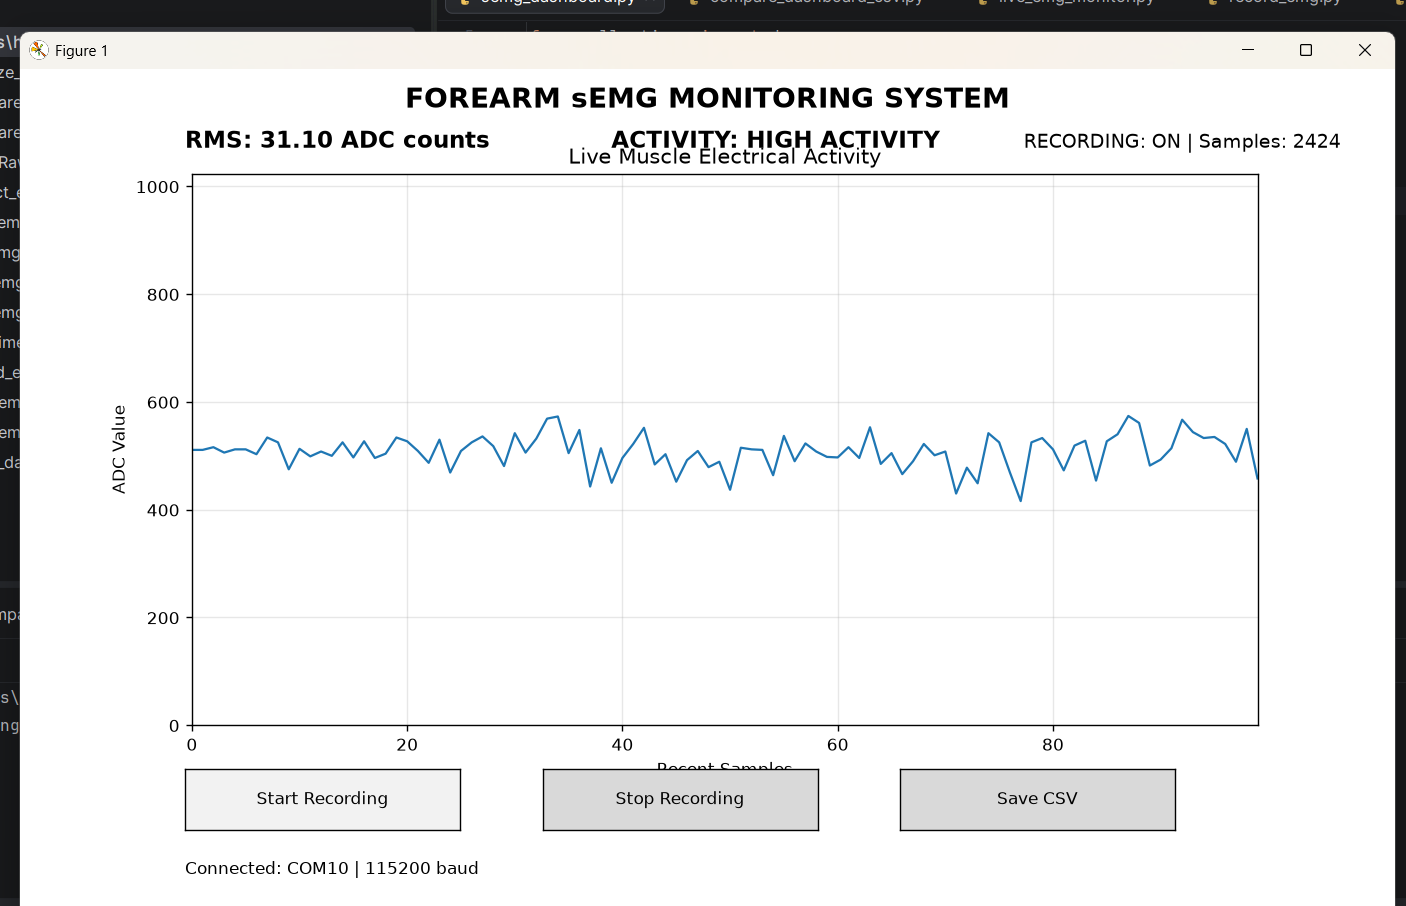 Figure 1
FOREARM sEMG MONITORING SYSTEM
RMS: 31.10 ADC counts
ACTIVITY: HIGH ACTIVITY
RECORDING: ON | Samples: 2424
Live Muscle Electrical Activity
1000
800
600
400
200
0
ADC Value
0 20 40 60 80
Recent Samples
Start Recording
Stop Recording
Save CSV
Connected: COM10 | 115200 baud